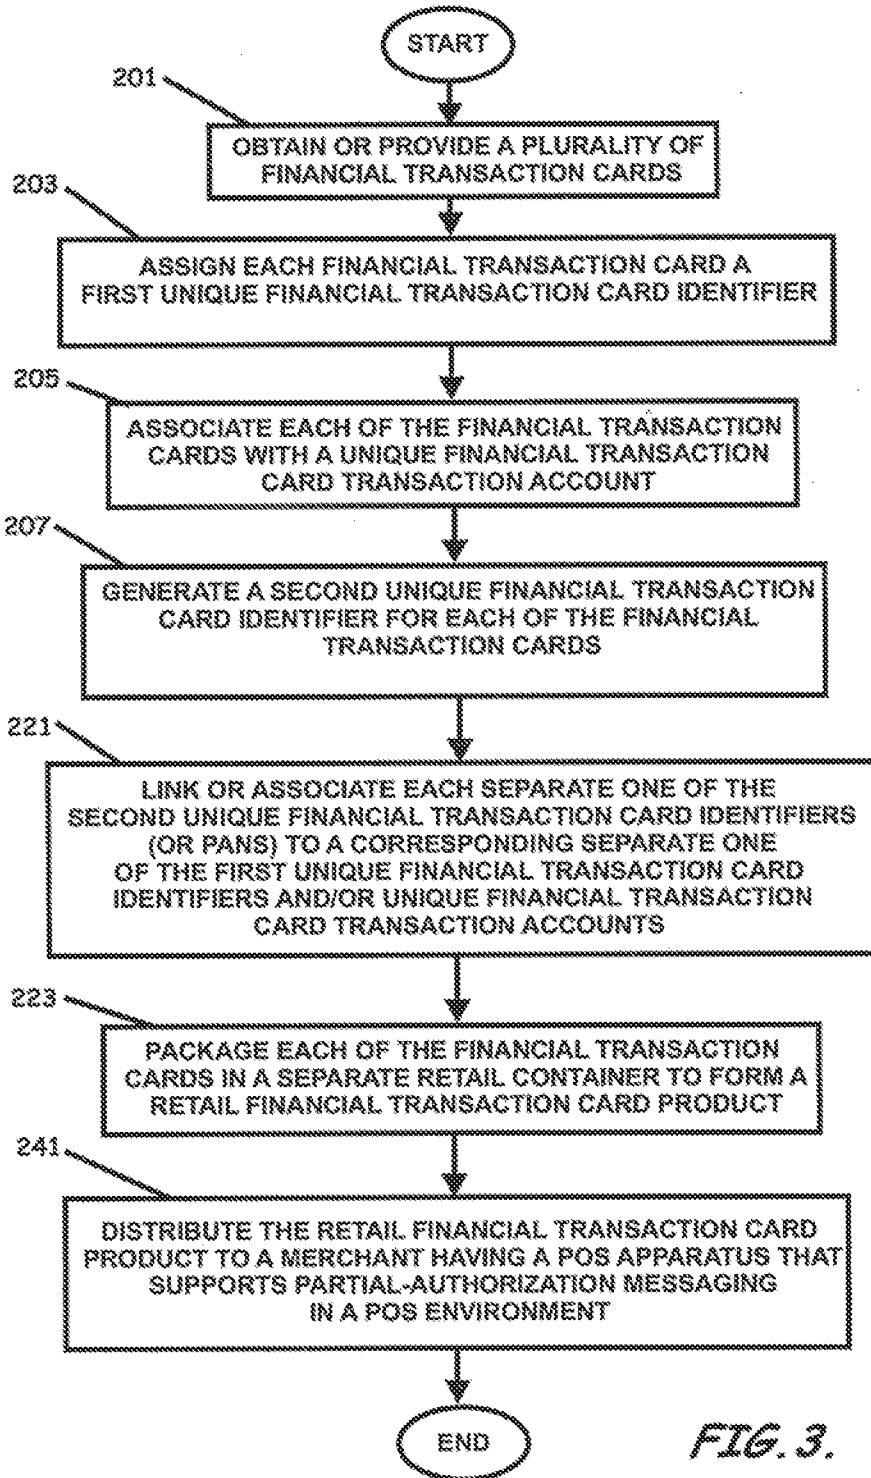 START
201
OBTAIN OR PROVIDE A PLURALITY OF
FINANCIAL TRANSACTION CARDS
203
ASSIGN EACH FINANCIAL TRANSACTION CARD A
FIRST UNIQUE FINANCIAL TRANSACTION CARD IDENTIFIER
205
ASSOCIATE EACH OF THE FINANCIAL TRANSACTION
CARDS WITH A UNIQUE FINANCIAL TRANSACTION
CARD TRANSACTION ACCOUNT
207
GENERATE A SECOND UNIQUE FINANCIAL TRANSACTION
CARD IDENTIFIER FOR EACH OF THE FINANCIAL
TRANSACTION CARDS
221
LINK OR ASSOCIATE EACH SEPARATE ONE OF THE
SECOND UNIQUE FINANCIAL TRANSACTION CARD IDENTIFIERS
(OR PANS) TO A CORRESPONDING SEPARATE ONE
OF THE FIRST UNIQUE FINANCIAL TRANSACTION CARD
IDENTIFIERS AND/OR UNIQUE FINANCIAL TRANSACTION
CARD TRANSACTION ACCOUNTS
223
PACKAGE EACH OF THE FINANCIAL TRANSACTION
CARDS IN A SEPARATE RETAIL CONTAINER TO FORM A
RETAIL FINANCIAL TRANSACTION CARD PRODUCT
241
DISTRIBUTE THE RETAIL FINANCIAL TRANSACTION CARD
PRODUCT TO A MERCHANT HAVING A POS APPARATUS THAT
SUPPORTS PARTIAL-AUTHORIZATION MESSAGING
IN A POS ENVIRONMENT
END
FIG. 3.